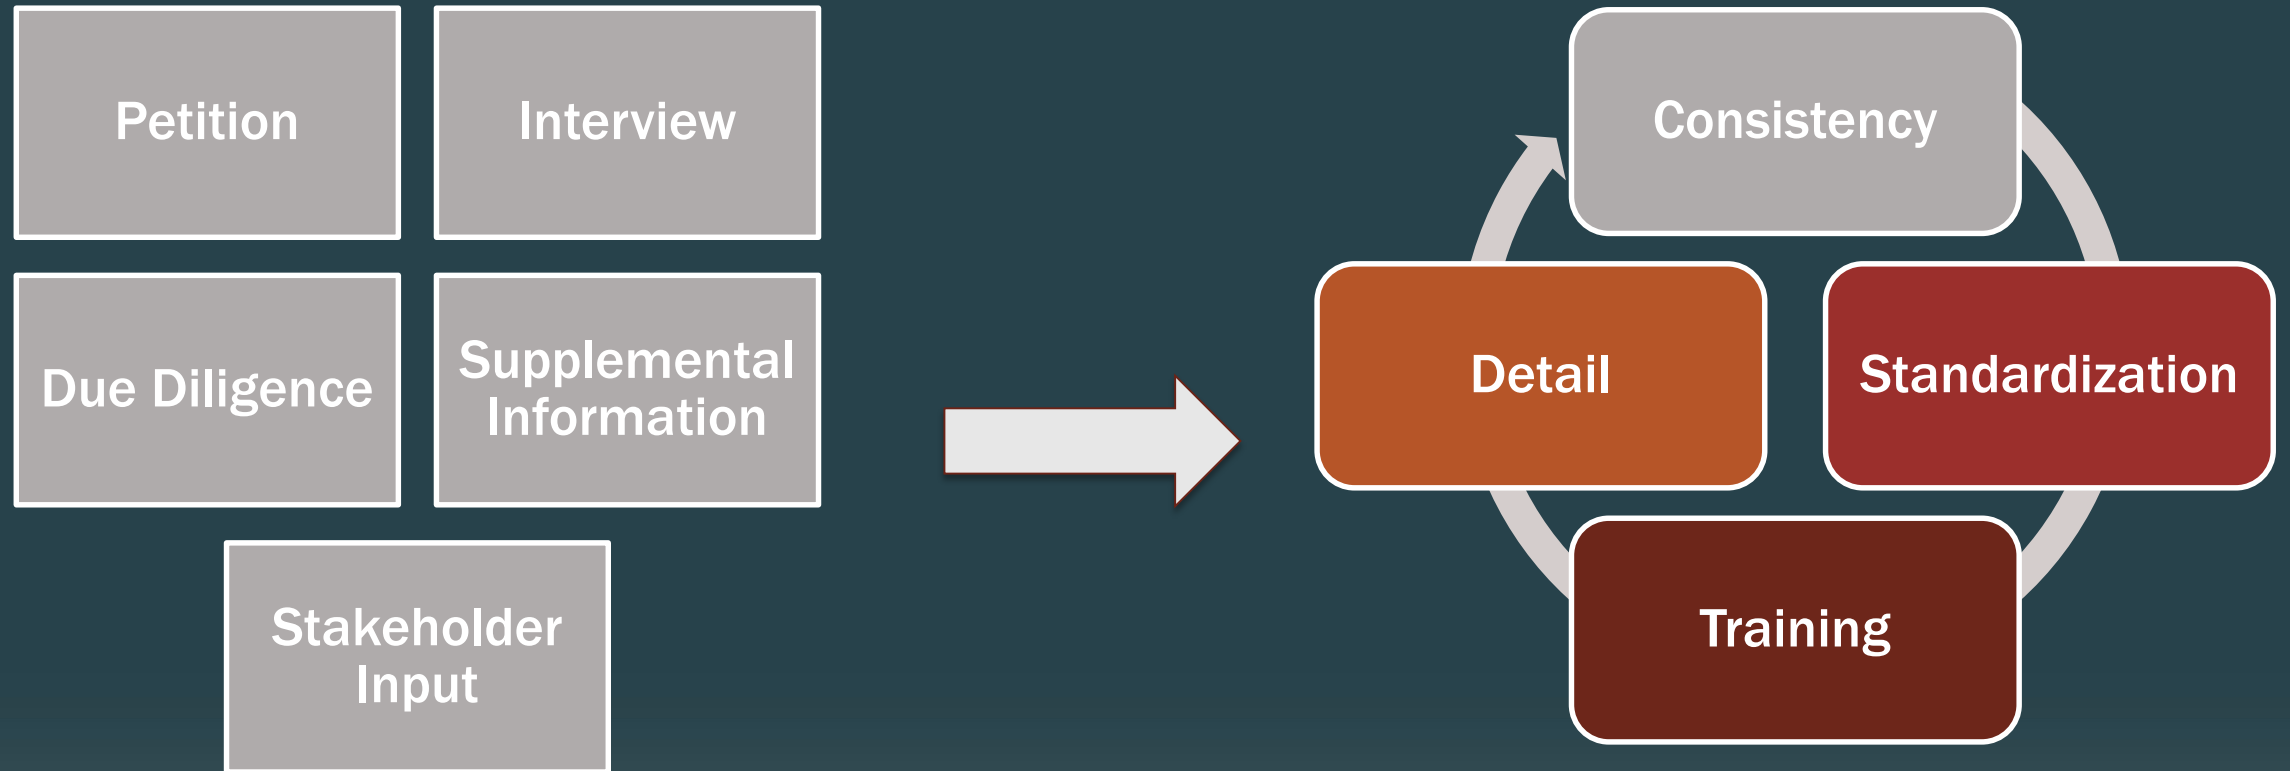 Petition
Interview
Due Diligence
Supplemental
Information
Stakeholder
Input
Consistency
Detail
Standardization
Training